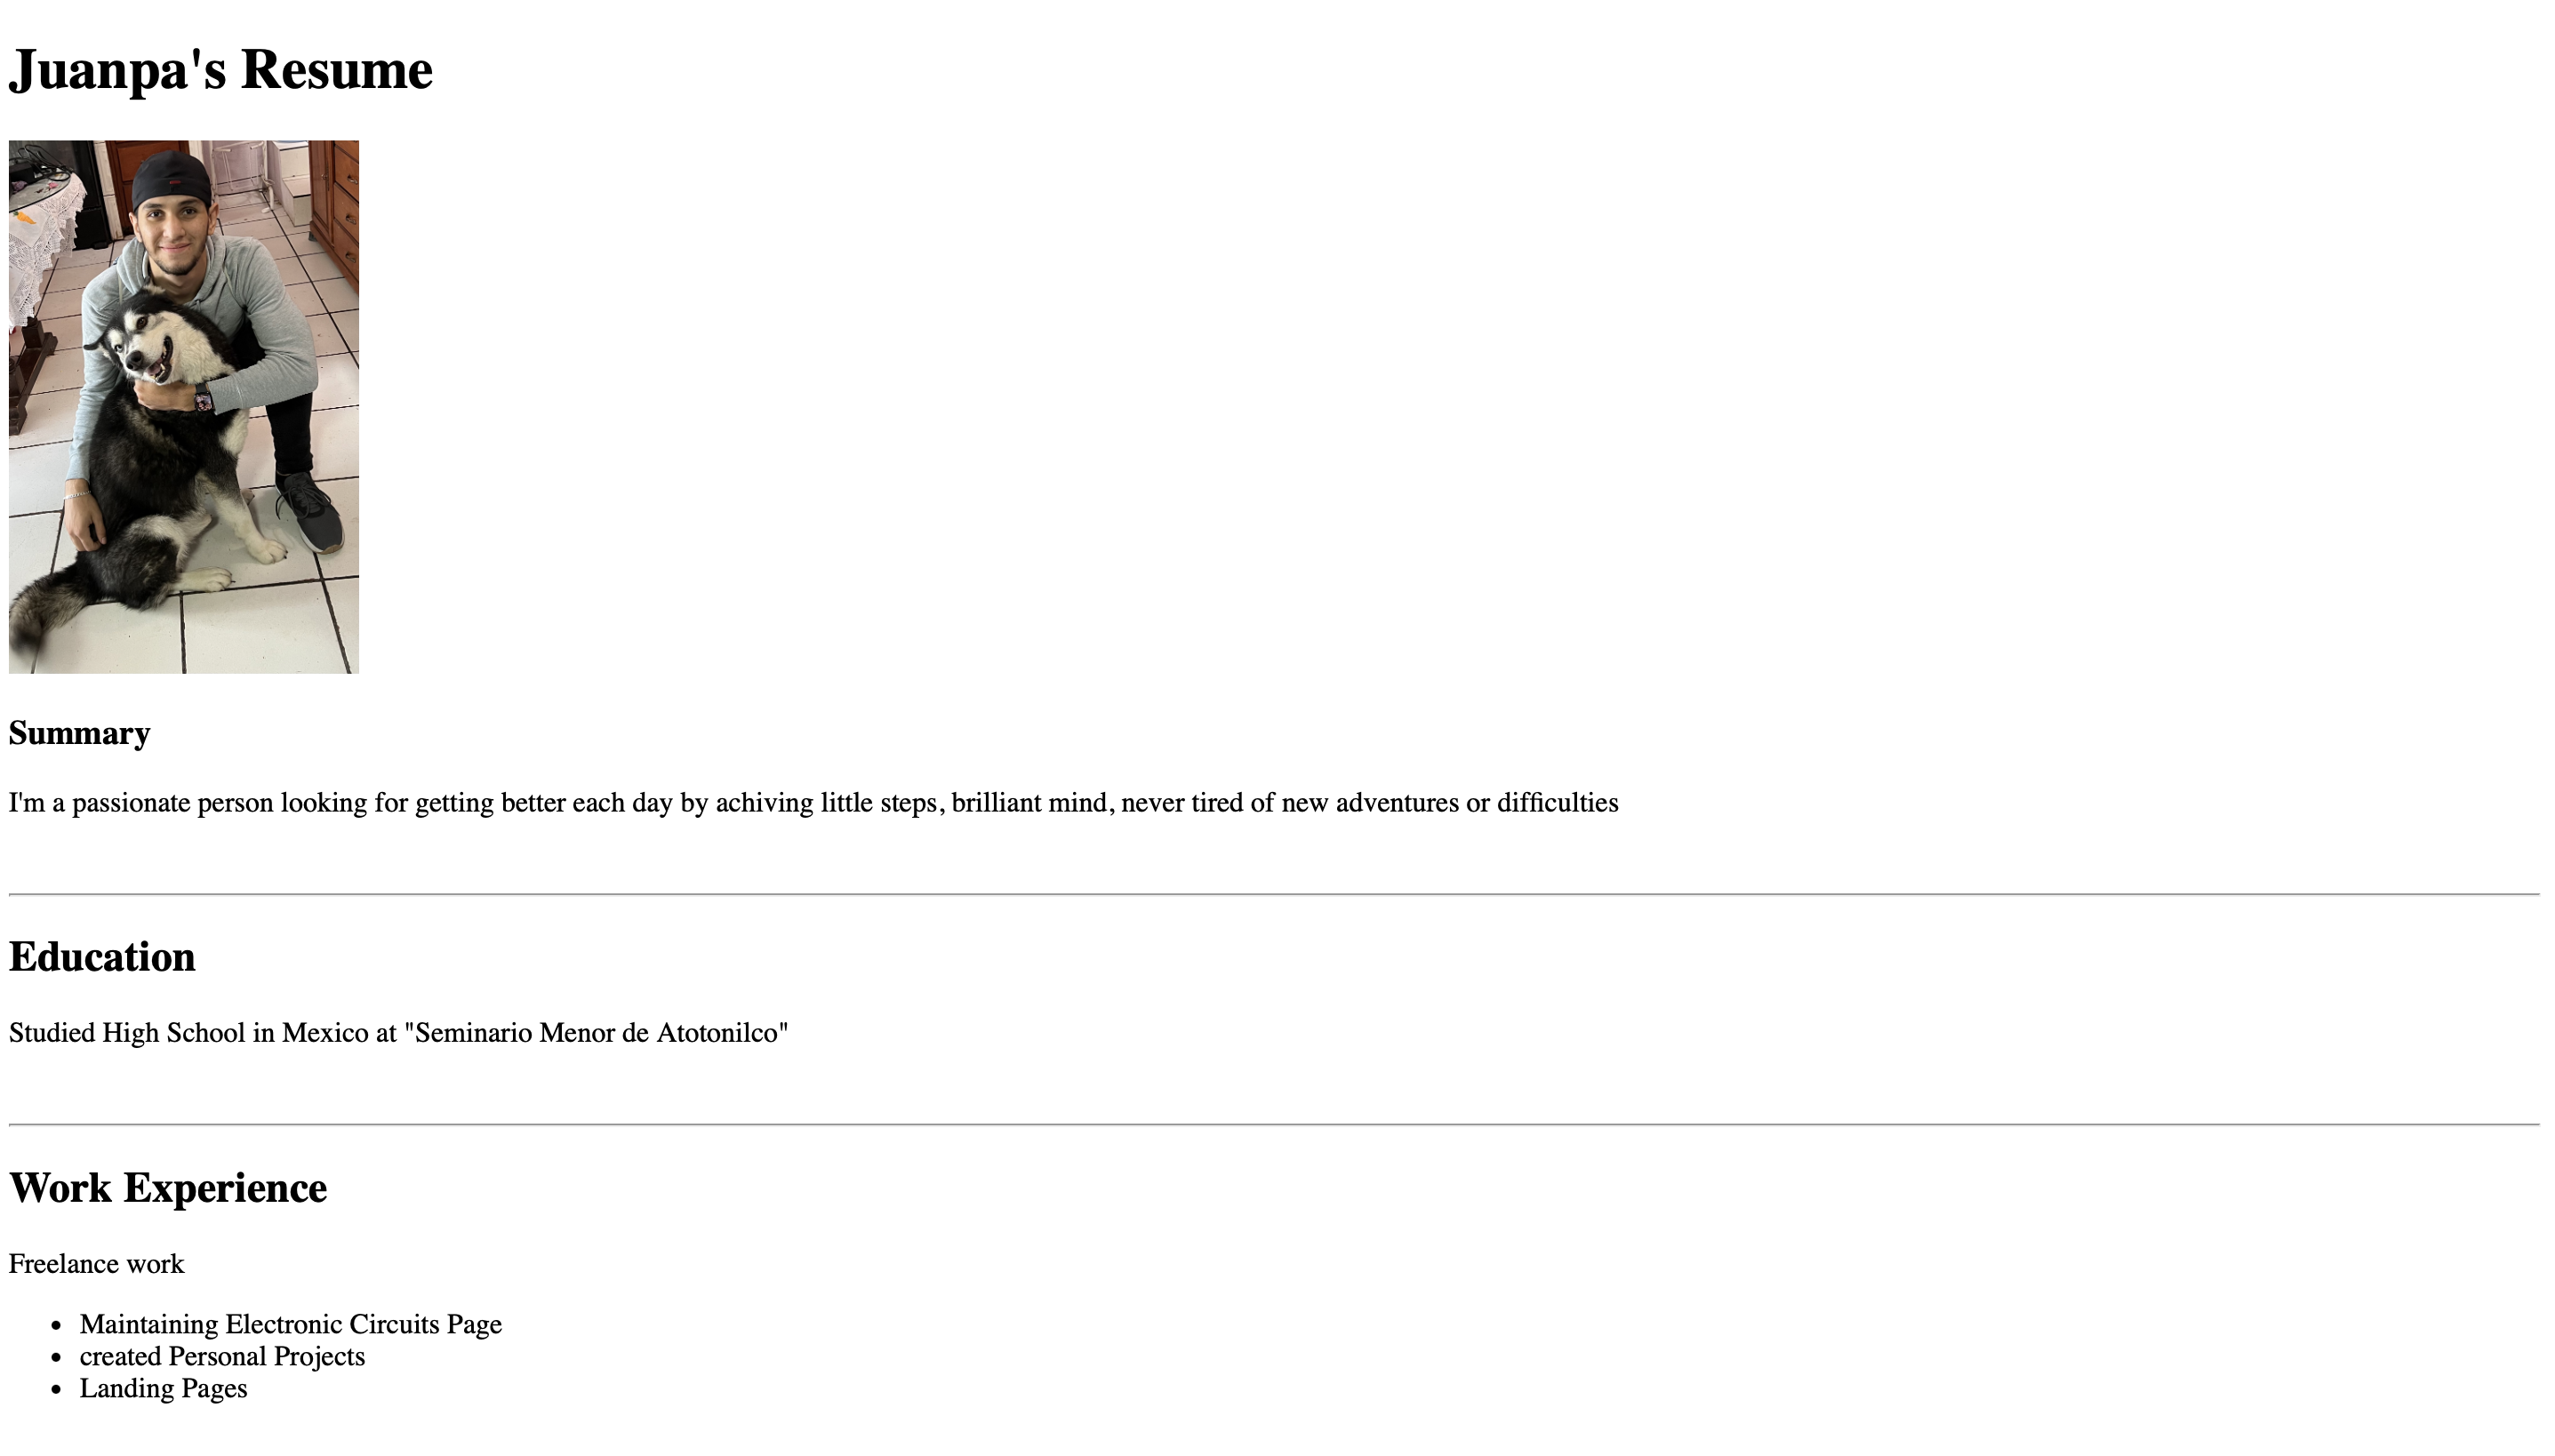 Juanpa's Resume
Summary
I'm a passionate person looking for getting better each day by achiving little steps, brilliant mind, never tired of new adventures or difficulties
Education
Studied High School in Mexico at "Seminario Menor de Atotonilco"
Work Experience
Freelance work
• Maintaining Electronic Circuits Page
• created Personal Projects
• Landing Pages